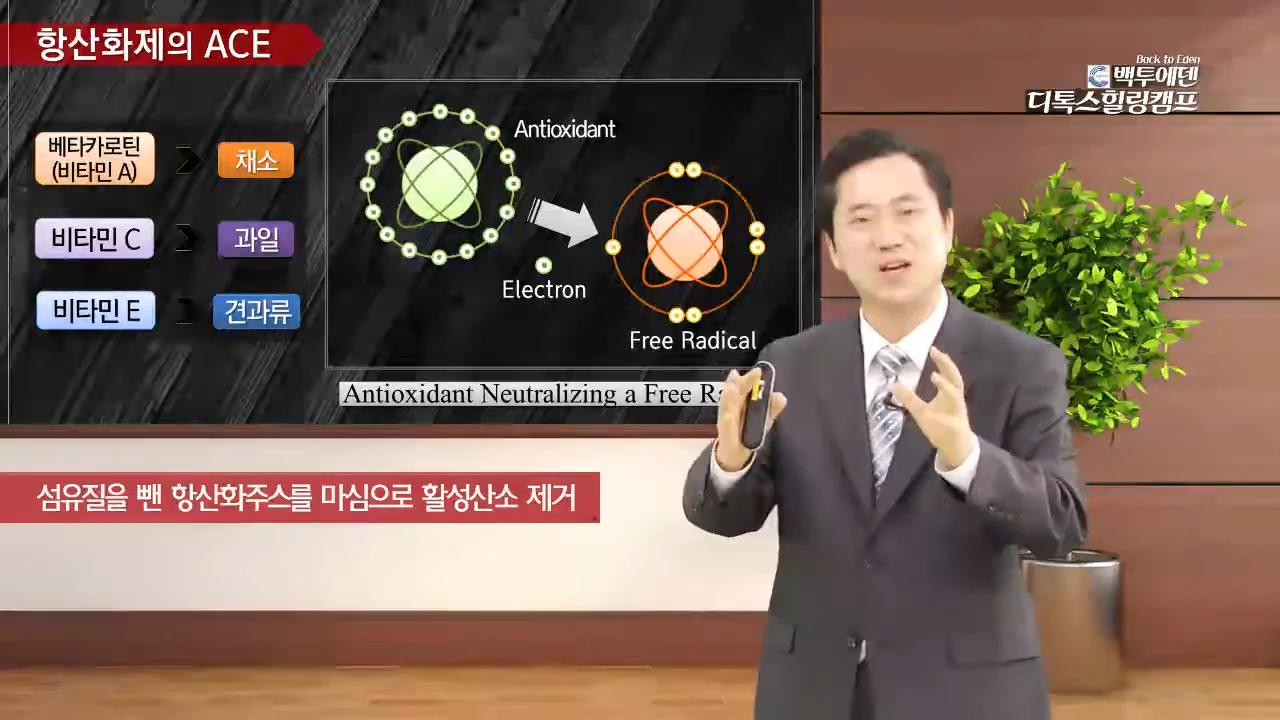 항산화제의 ACE
Back to Eden
백투에덴
디톡스힐링캠프
베타카로틴
(비타민 A)
채소
비타민 C
과일
비타민 E
견과류
Antioxidant
Electron
Free Radical
Antioxidant Neutralizing a Free
섬유질을 뺀 항산화주스를 마심으로 활성산소 제거